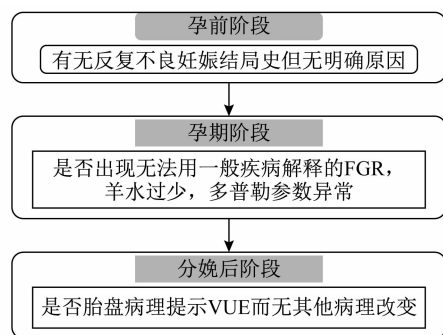 孕前阶段
有无反复不良妊娠结局史但无明确原因
孕期阶段
是否出现无法用一般疾病解释的FGR，
羊水过少，多普勒参数异常
分娩后阶段
是否胎盘病理提示VUE而无其他病理改变